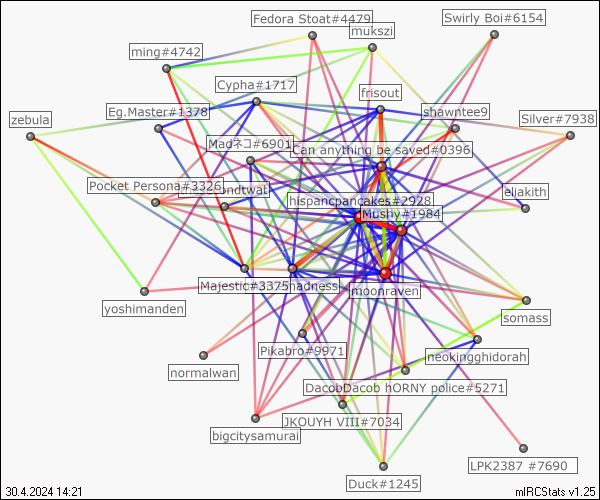 Fedora Stoat#4479
Swirly Boi#6154
mukszi
ming#4742
Cypha#1717
frisout
Eg.Master#1378
shawntee9
Silver#7938
zebula
Madネコ#6901
Can anything be saved#0396
Pocket Persona#3326
ondtwat
eliakith
hispancpancakes#2928
Mushy#1984
Majestic#3375
hadness
moonraven
yoshimanden
somass
Pikabro#9971
neokingghidorah
normalwan
DacobDacob hORNY police#5271
JKOUYH VIII#7034
bigcitysamurai
LPK2387 #7690
Duck#1245
30.4.2024 14:21
mIRCStats v1.25